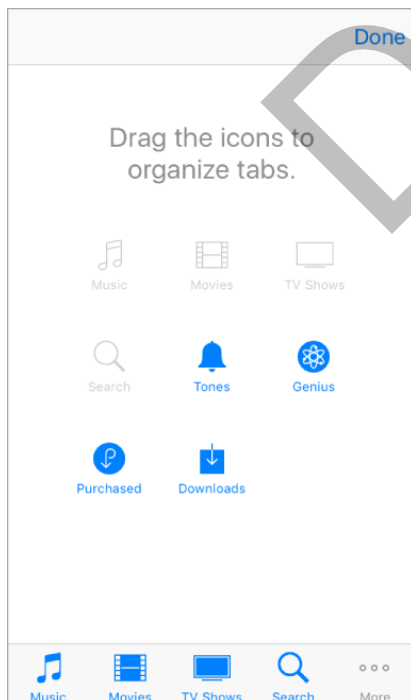 Done
Drag the icons to
organize tabs.
Music Movies TV Shows
Search Tones Genius
Purchased Downloads
Music Movies TV Shows Search More